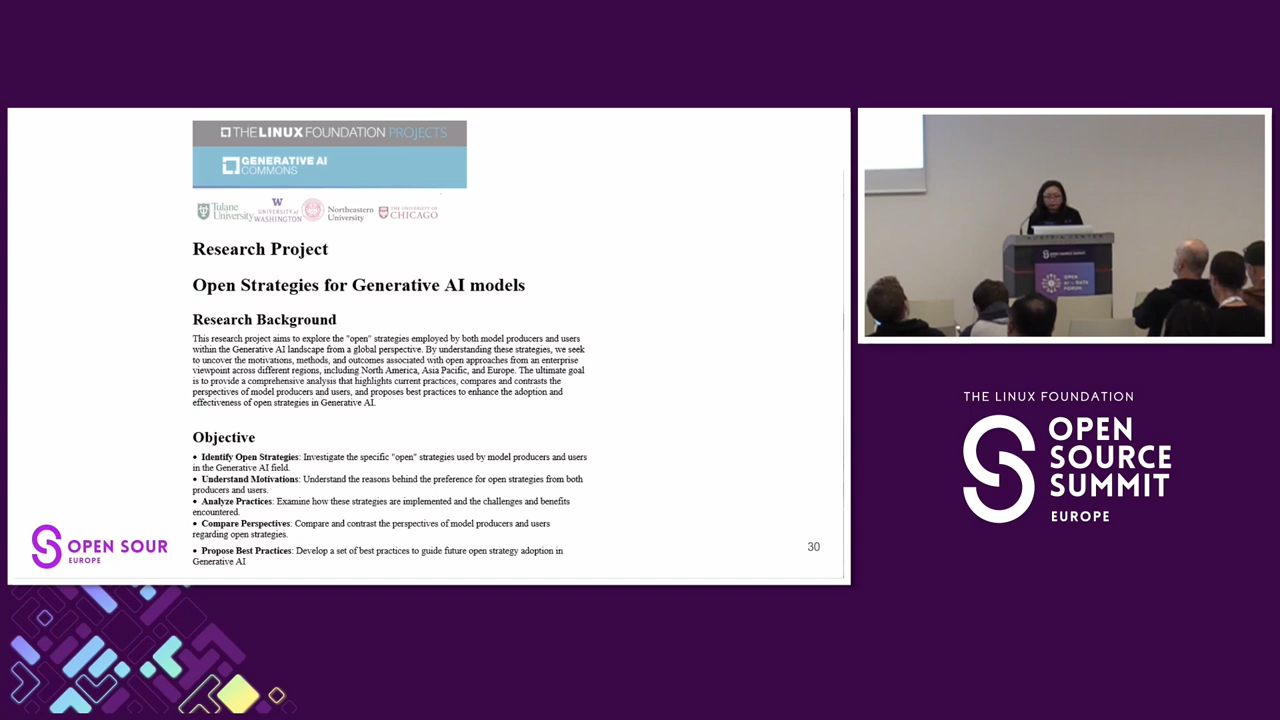 THE LINUX FOUNDATION PROJECTS
GENERATIVE AI
COMMONS
Tulane
University
W
UNIVERSITY of
WASHINGTON
Northeastern
University
THE UNIVERSITY OF
CHICAGO
Research Project
Open Strategies for Generative AI models
Research Background
This research project aims to explore the "open" strategies employed by both model producers and users
within the Generative AI landscape from a global perspective. By understanding these strategies, we seek
to uncover the motivations, methods, and outcomes associated with open approaches from an enterprise
viewpoint across different regions, including North America, Asia Pacific, and Europe. The ultimate goal
is to provide a comprehensive analysis that highlights current practices, compares and contrasts the
perspectives of model producers and users, and proposes best practices to enhance the adoption and
effectiveness of open strategies in Generative AI.
Objective
• Identify Open Strategies: Investigate the specific "open" strategies used by model producers and users
in the Generative AI field.
• Understand Motivations: Understand the reasons behind the preference for open strategies from both
producers and users.
• Analyze Practices: Examine how these strategies are implemented and the challenges and benefits
encountered.
• Compare Perspectives: Compare and contrast the perspectives of model producers and users
regarding open strategies.
• Propose Best Practices: Develop a set of best practices to guide future open strategy adoption in
Generative AI
OPEN SOUR
EUROPE
30
AUSTRIA CENTER
OPEN
AI + DATA
FORUM
THE LINUX FOUNDATION
OPEN
SOURCE
SUMMIT
EUROPE